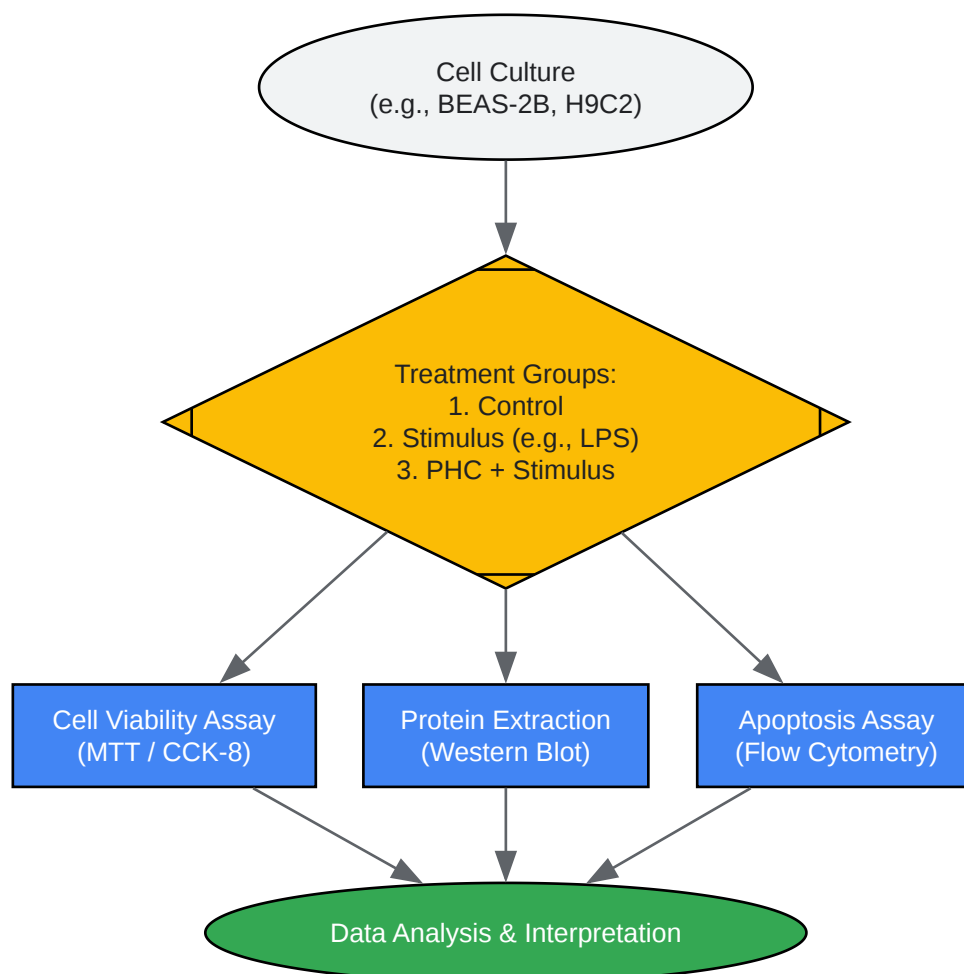 Cell Culture
(e.g., BEAS-2B, H9C2)
Treatment Groups:
1. Control
2. Stimulus (e.g., LPS)
3. PHC + Stimulus
Cell Viability Assay
(MTT / CCK-8)
Protein Extraction
(Western Blot)
Apoptosis Assay
(Flow Cytometry)
Data Analysis & Interpretation